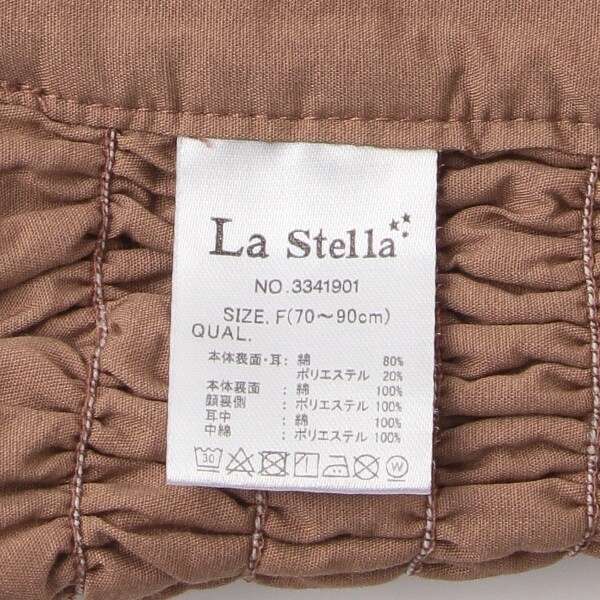 La Stella
NO.3341901
SIZE. F(70〜90cm)
QUAL.
本体裏面・耳: 綿 80%
ポリエステル 20%
本体裏面 : 綿 100%
顔裏側 : ポリエステル 100%
耳中 : 綿 100%
中綿 : ポリエステル 100%
30 W